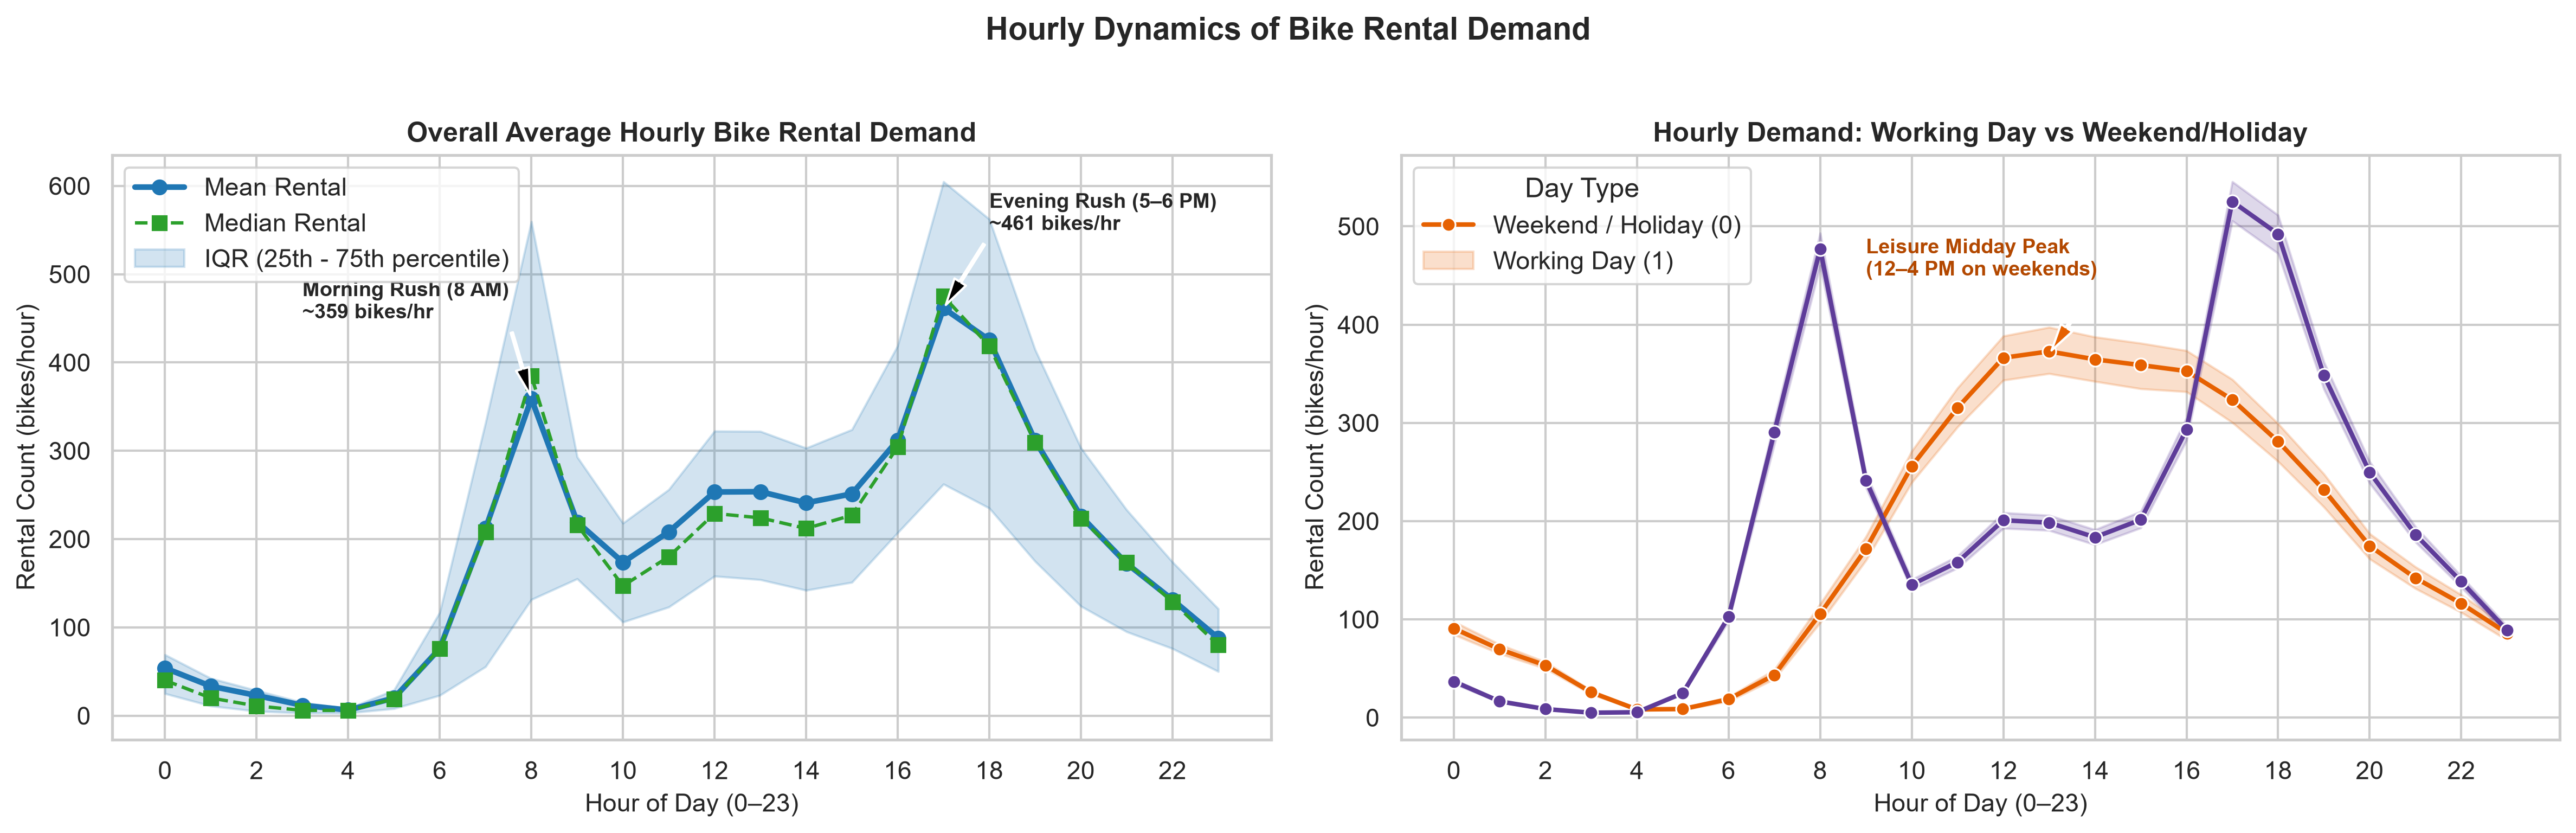 Hourly Dynamics of Bike Rental Demand
Overall Average Hourly Bike Rental Demand
Rental Count (bikes/hour)
600
500
400
300
200
100
0
Mean Rental
Median Rental
IQR (25th - 75th percentile)
Morning Rush (8 AM)
~359 bikes/hr
Evening Rush (5–6 PM)
~461 bikes/hr
0 2 4 6 8 10 12 14 16 18 20 22
Hour of Day (0–23)
Hourly Demand: Working Day vs Weekend/Holiday
Rental Count (bikes/hour)
500
400
300
200
100
0
Day Type
Weekend / Holiday (0)
Working Day (1)
Leisure Midday Peak
(12–4 PM on weekends)
0 2 4 6 8 10 12 14 16 18 20 22
Hour of Day (0–23)